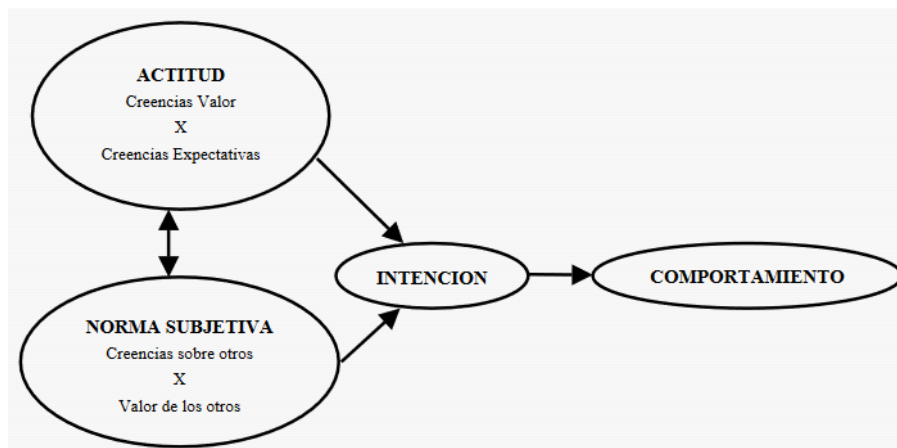 ACTITUD
Creencias Valor
X
Creencias Expectativas
INTENCION
COMPORTAMIENTO
NORMA SUBJETIVA
Creencias sobre otros
X
Valor de los otros